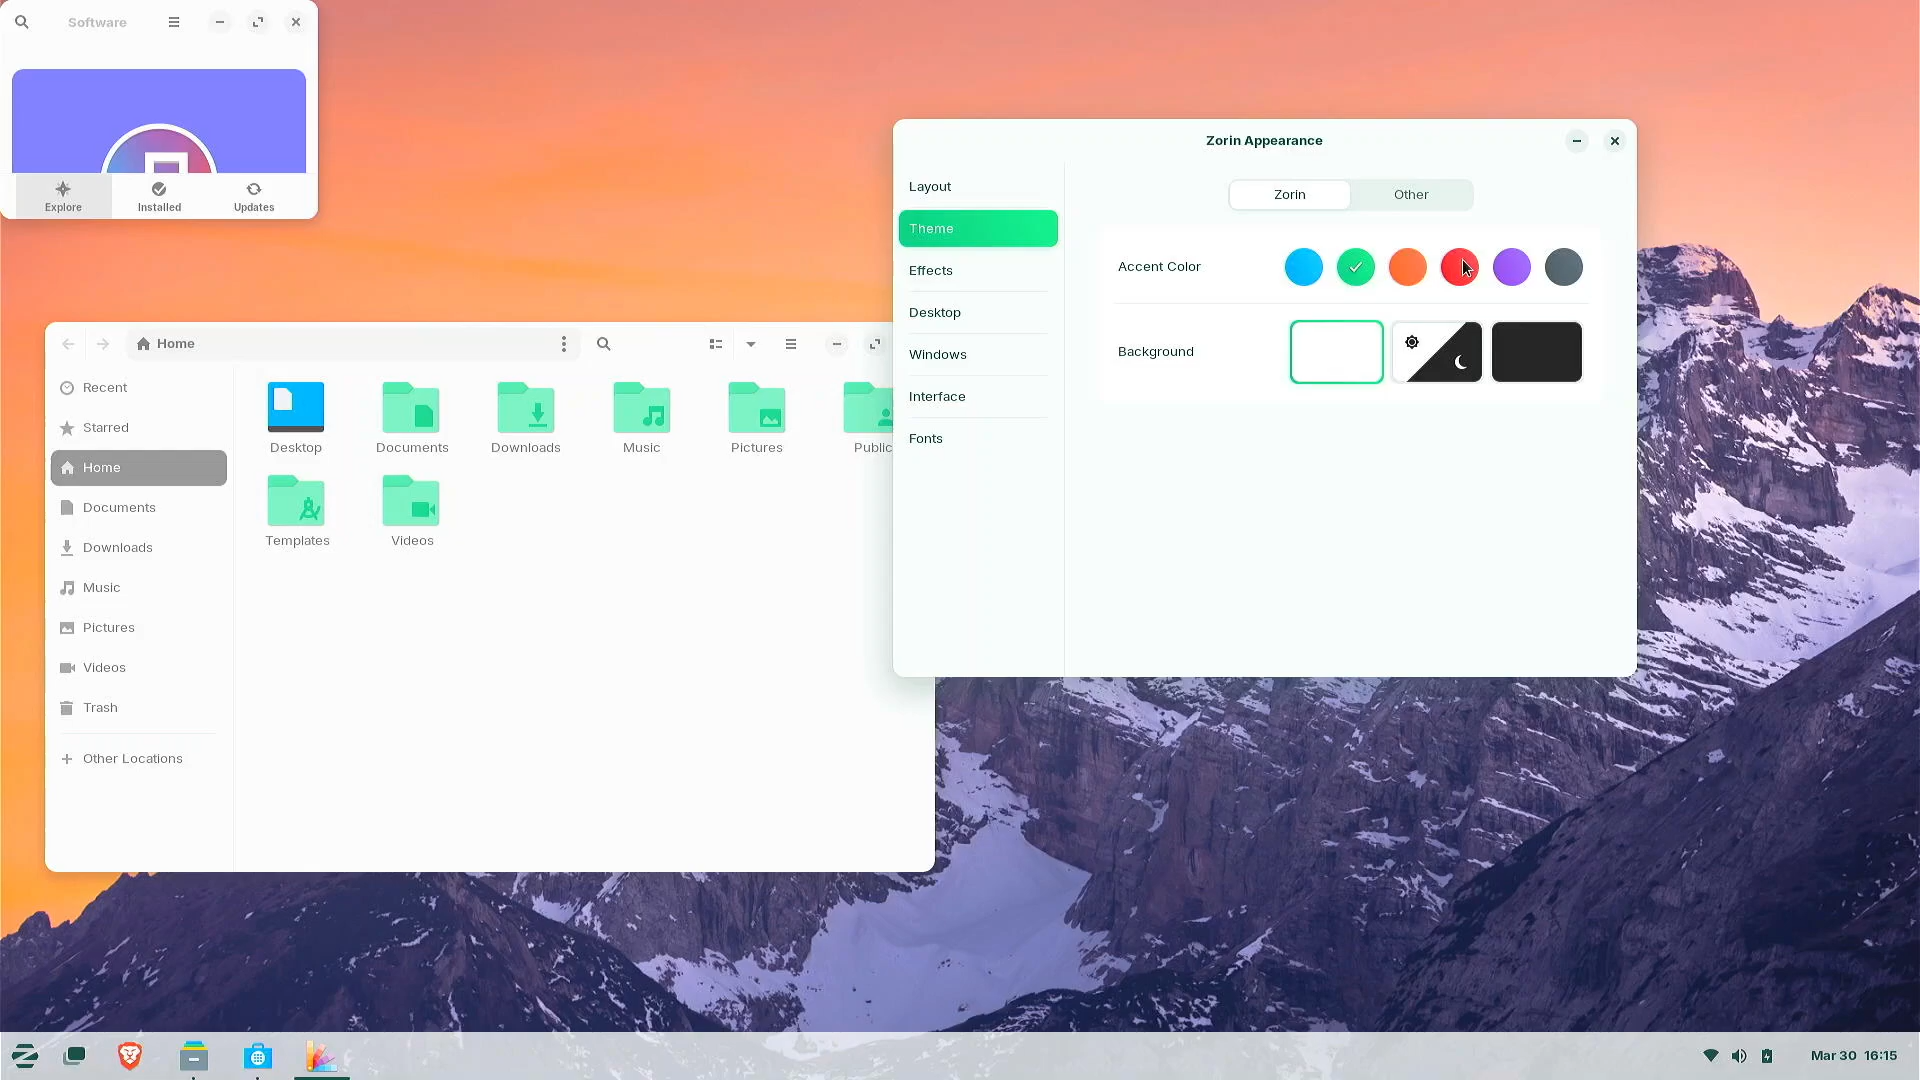 Software
Explore
Installed
Updates
Zorin Appearance
Layout
Theme
Effects
Desktop
Windows
Interface
Fonts
Zorin
Other
Accent Color
Background
Home
Recent
Starred
Home
Documents
Downloads
Music
Pictures
Videos
Trash
Other Locations
Desktop
Documents
Downloads
Music
Pictures
Public
Templates
Videos
Mar 30 16:15